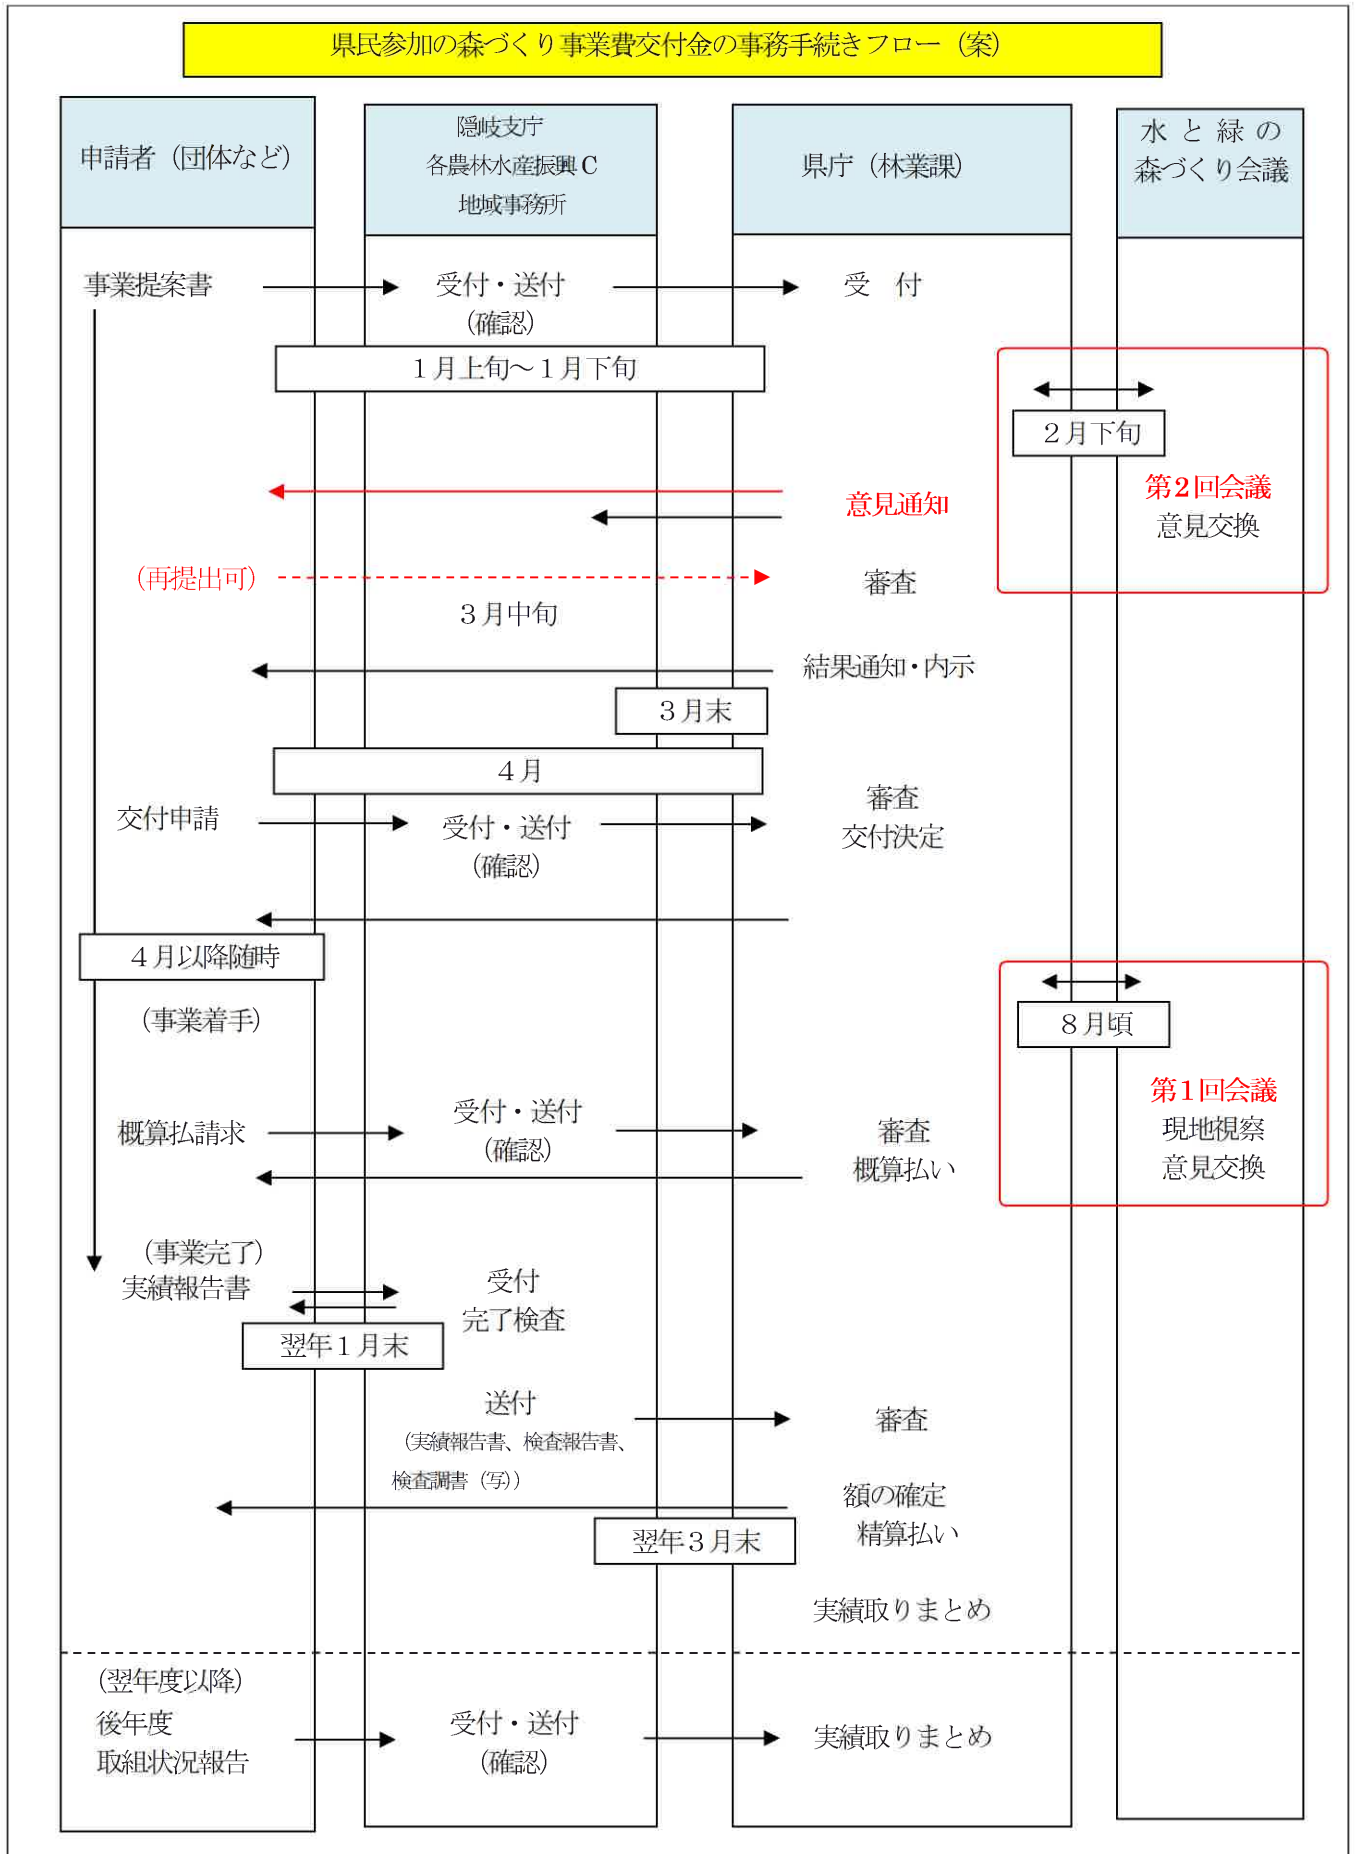 県民参加の森づくり事業費交付金の事務手続きフロー（案）
申請者（団体など）
隠岐支庁
各農林水産振興C
地域事務所
県庁（林業課）
水と緑の
森づくり会議
事業提案書
受付・送付
（確認）
受　付
１月上旬～１月下旬
２月下旬
第2回会議
意見交換
意見通知
（再提出可）
審査
３月中旬
結果通知・内示
３月末
４月
交付申請
受付・送付
（確認）
審査
交付決定
４月以降随時
（事業着手）
８月頃
第1回会議
現地視察
意見交換
概算払請求
受付・送付
（確認）
審査
概算払い
（事業完了）
実績報告書
受付
完了検査
翌年１月末
送付
（実績報告書、検査報告書、
検査調書（写））
審査
額の確定
精算払い
翌年３月末
実績取りまとめ
（翌年度以降）
後年度
取組状況報告
受付・送付
（確認）
実績取りまとめ